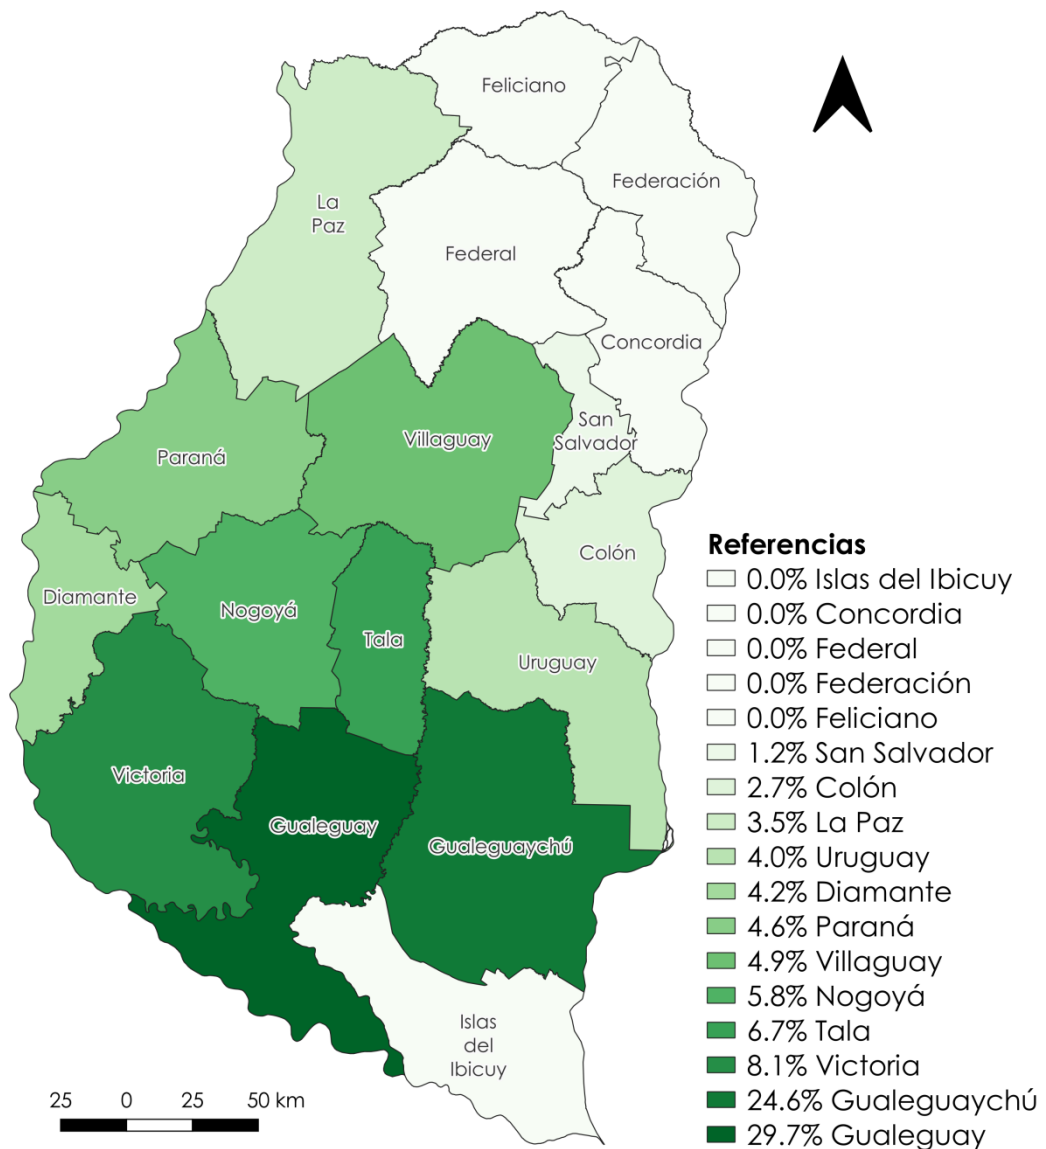 Feliciano
Federación
La
Paz
Federal
Concordia
San
Salvador
Villaguay
Paraná
Colón
Diamante
Nogoyá
Tala
Uruguay
Victoria
Gualeguay
Gualeguaychú
Islas
del
Ibicuy
25 0 25 50 km
Referencias
0.0% Islas del Ibicuy
0.0% Concordia
0.0% Federal
0.0% Federación
0.0% Feliciano
1.2% San Salvador
2.7% Colón
3.5% La Paz
4.0% Uruguay
4.2% Diamante
4.6% Paraná
4.9% Villaguay
5.8% Nogoyá
6.7% Tala
8.1% Victoria
24.6% Gualeguaychú
29.7% Gualeguay